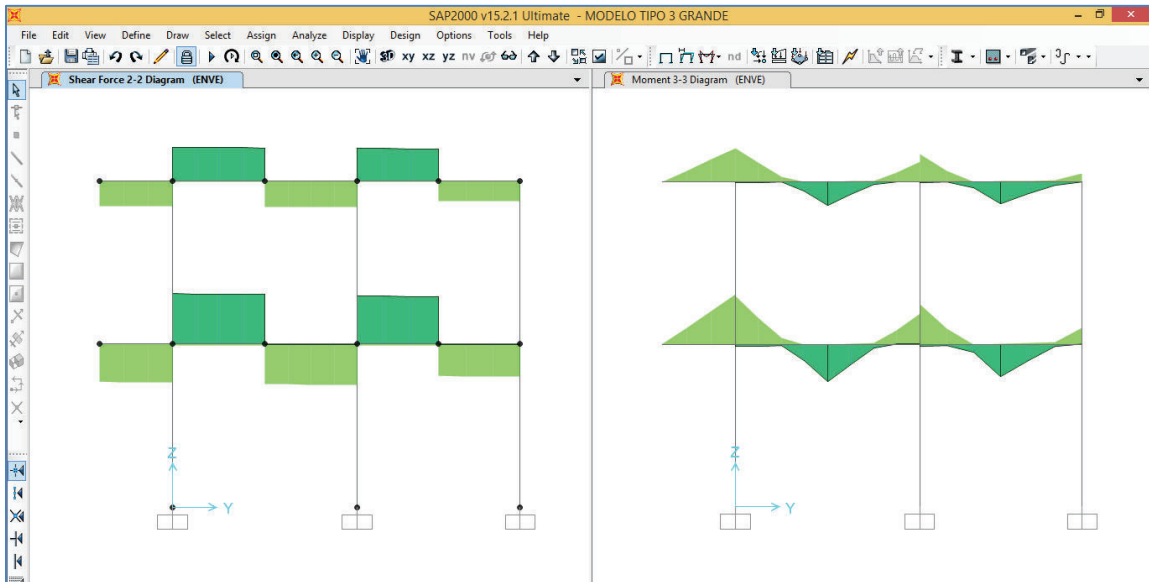 SAP2000 v15.2.1 Ultimate - MODELO TIPO 3 GRANDE
File Edit View Define Draw Select Assign Analyze Display Design Options Tools Help
xy xz yz nv nd
Shear Force 2-2 Diagram (ENVE)
Moment 3-3 Diagram (ENVE)
Z
Y
Z
Y